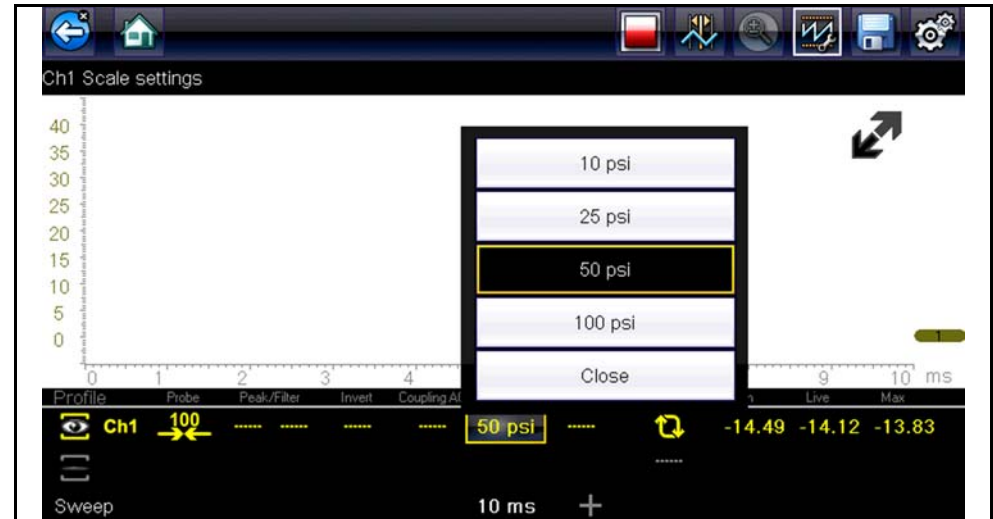 Ch1 Scale settings
40
35
30
25
20
15
10
5
0
10 psi
25 psi
50 psi
100 psi
Close
0 1 2 3 4 9 10 ms
Profile Probe Peak/Filter Invert Coupling Live Max
Ch1 100 ------ ------ ------ ------ 50 psi ------ -14.49 -14.12 -13.83
------
Sweep 10 ms +
1